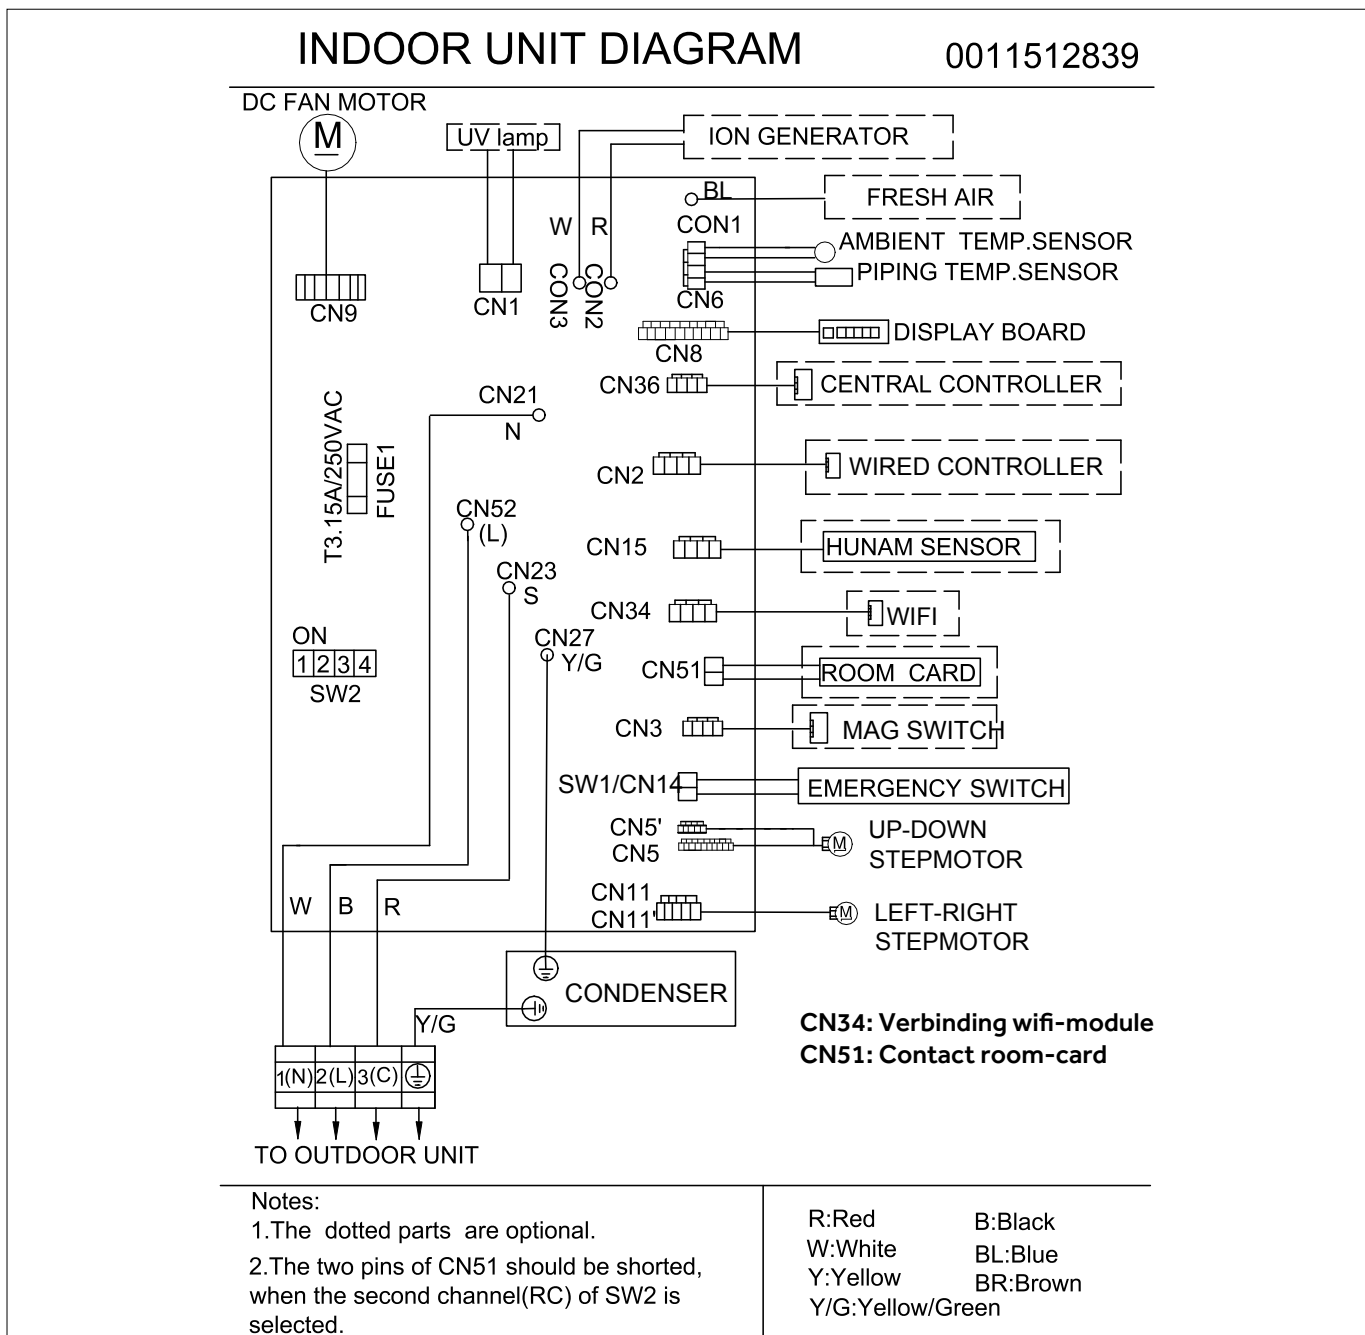 INDOOR UNIT DIAGRAM 0011512839
DC FAN MOTOR
M
UV lamp
ION GENERATOR
BL
FRESH AIR
W R
CON1
AMBIENT TEMP.SENSOR
PIPING TEMP.SENSOR
CN9
CN1
CON3
CON2
CN6
DISPLAY BOARD
CN8
CN36
CENTRAL CONTROLLER
CN21
N
T3.15A/250VAC
FUSE1
CN2
WIRED CONTROLLER
CN52
(L)
CN15
HUNAM SENSOR
CN23
S
CN34
WIFI
ON
1 2 3 4
SW2
CN27
Y/G
CN51
ROOM CARD
CN3
MAG SWITCH
SW1/CN14
EMERGENCY SWITCH
CN5'
CN5
M
UP-DOWN
STEPMOTOR
W B R
CN11
CN11'
M
LEFT-RIGHT
STEPMOTOR
CONDENSER
Y/G
CN34: Verbinding wifi-module
CN51: Contact room-card
1(N) 2(L) 3(C)
TO OUTDOOR UNIT
Notes:
1.The dotted parts are optional.
2.The two pins of CN51 should be shorted,
when the second channel(RC) of SW2 is
selected.
R:Red B:Black
W:White BL:Blue
Y:Yellow BR:Brown
Y/G:Yellow/Green